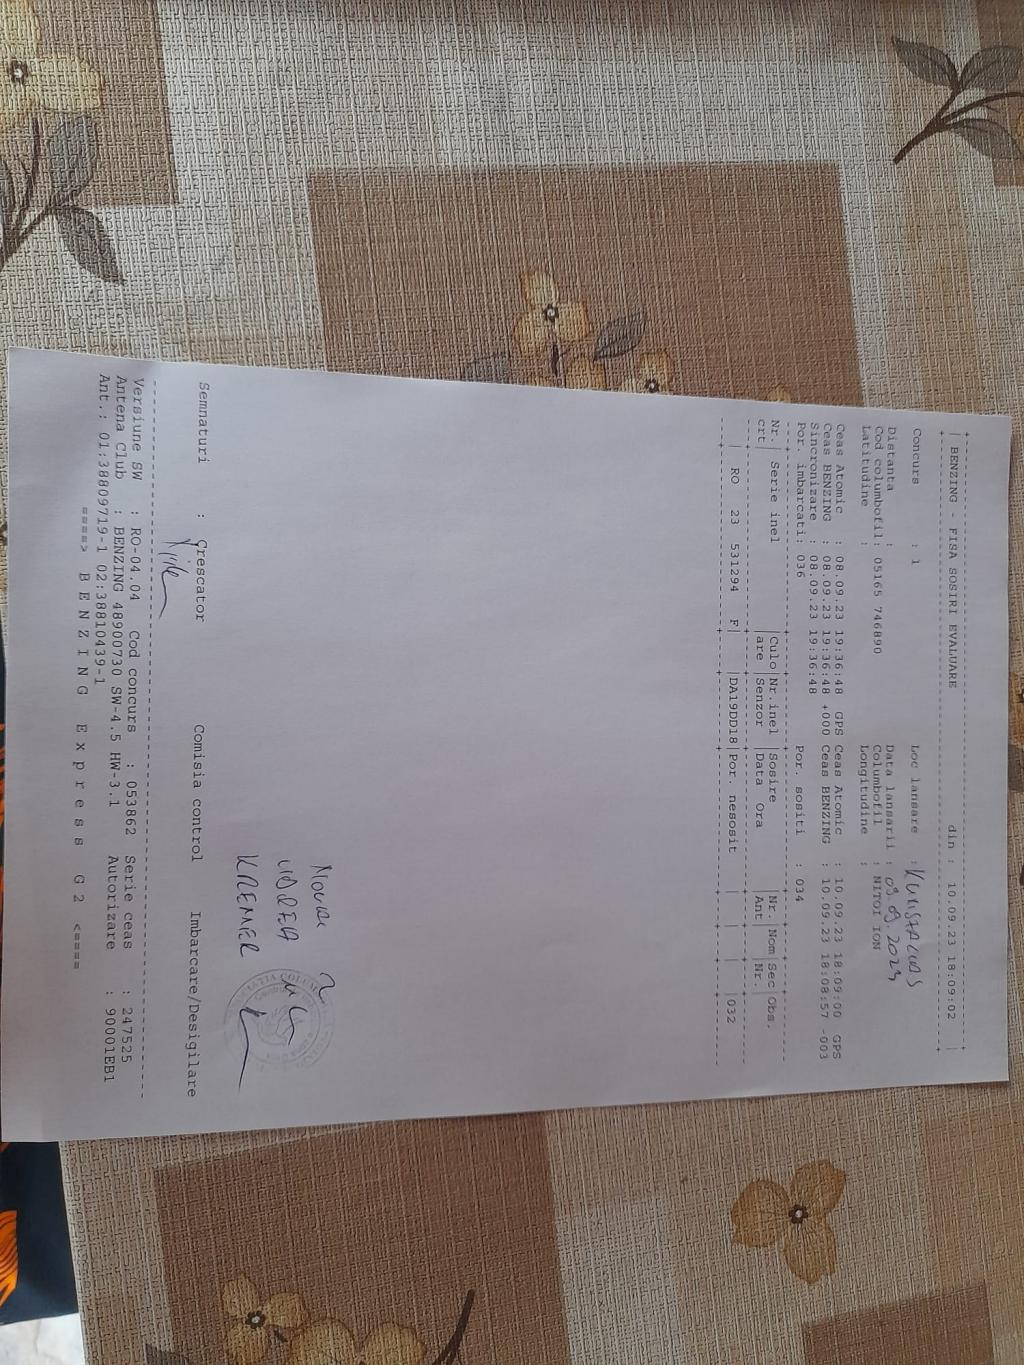 BENZING - FISA SOSIRI EVALUARE din : 10.09.23 18:09:02
Concurs : 1 Loc lansare :
Distanta : Data lansarii : 09.09.2023
Cod columbofil: 05165 746890 Columbofil : NITOI ION
Latitudine : Longitudine :
Ceas Atomic : 08.09.23 19:36:48 GPS Ceas Atomic : 10.09.23 18:09:00 GPS
Ceas BENZING : 08.09.23 19:36:48 +000 Ceas BENZING : 10.09.23 18:08:57 -003
Sincronizare : 08.09.23 19:36:48
Por. imbarcati: 036 Por. sositi : 034
Nr. | Serie inel |Culo|Nr.inel|Sosire |Nr.|Nom|Sec|Obs.
crt| |are |Senzor |Data Ora |Ant| |Nr.|
| RO 23 531294 F| |DA19DD18|Por. nesosit | | | |032
VIOREL
KREMER
Semnaturi : Crescator Comisia control Imbarcare/Desigilare
Versiune SW : RO-04.04 Cod concurs : 053862 Serie ceas : 247525
Antena Club : BENZING 48900730 SW-4.5 HW-3.1 Autorizare : 90001EB1
Ant.: 01:38809719-1 02:38810439-1
====> B E N Z I N G E x p r e s s G 2 <====